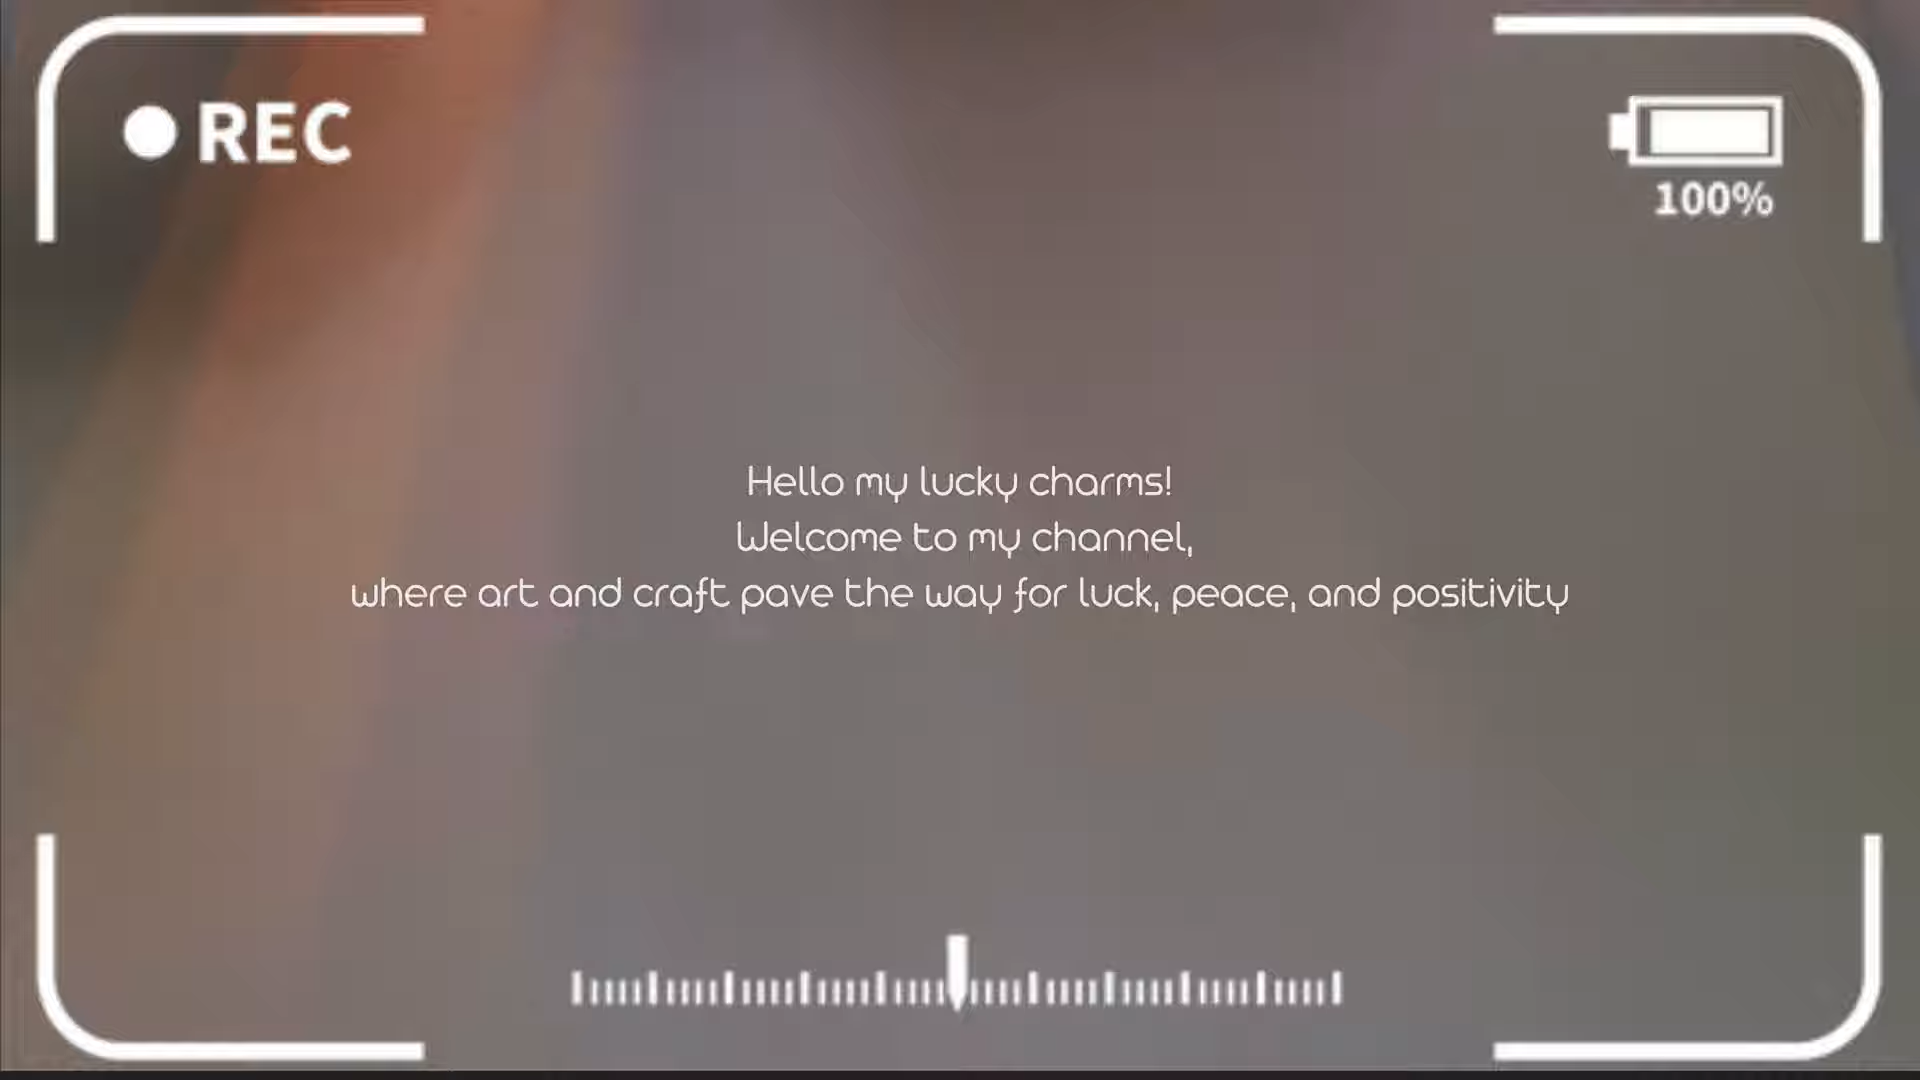 REC
100%
Hello my lucky charms!
Welcome to my channel,
where art and craft pave the way for luck, peace, and positivity